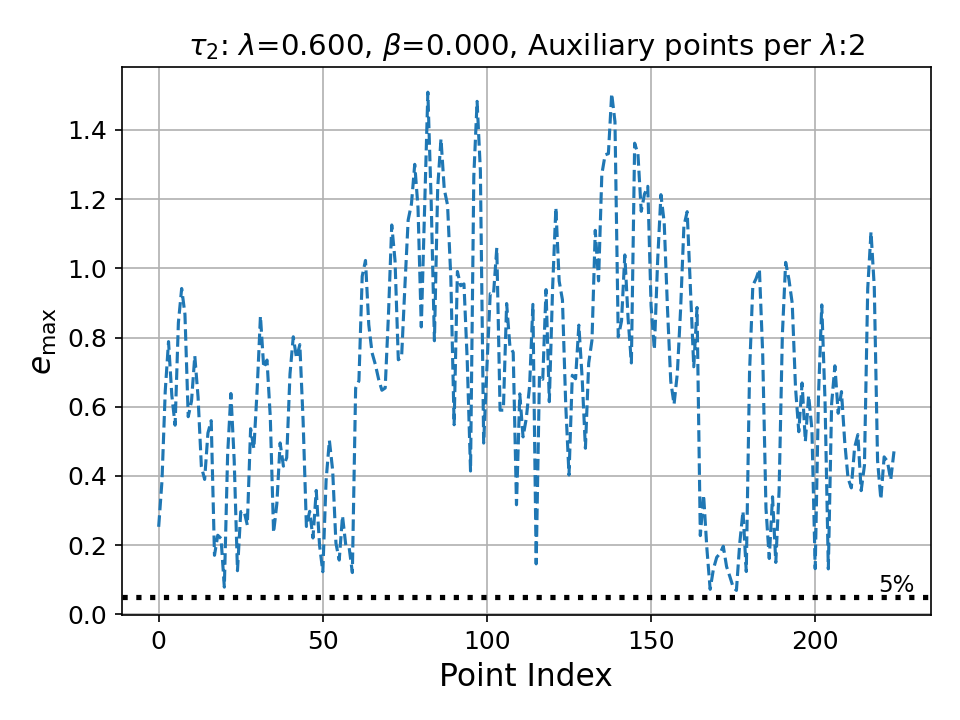 τ₂: λ=0.600, β=0.000, Auxiliary points per λ:2
e_max
1.4
1.2
1.0
0.8
0.6
0.4
0.2
0.0
5%
0 50 100 150 200
Point Index